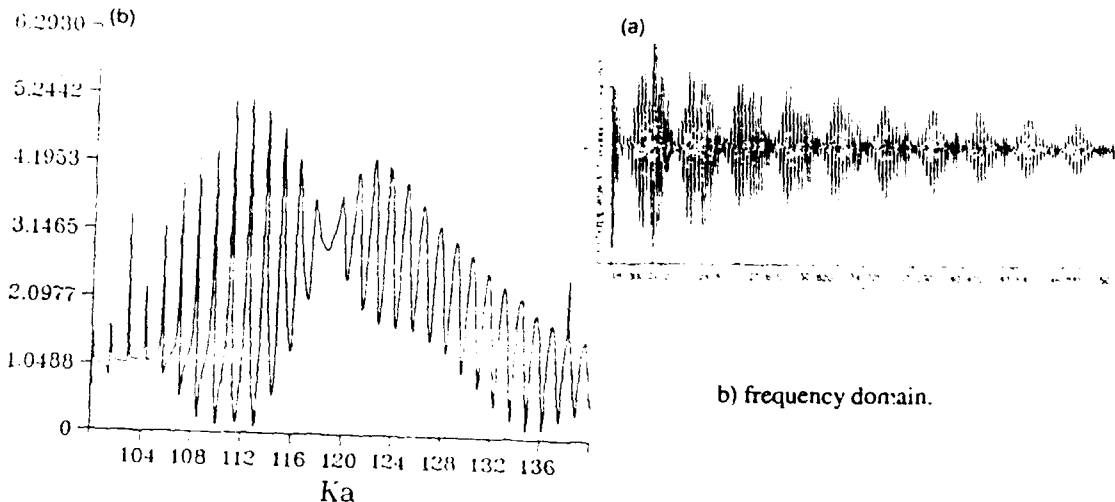 6.2930 (b)
5.2442
4.1953
3.1465
2.0977
1.0488
0
104 108 112 116 120 124 128 132 136
Ka
(a)
b) frequency domain.